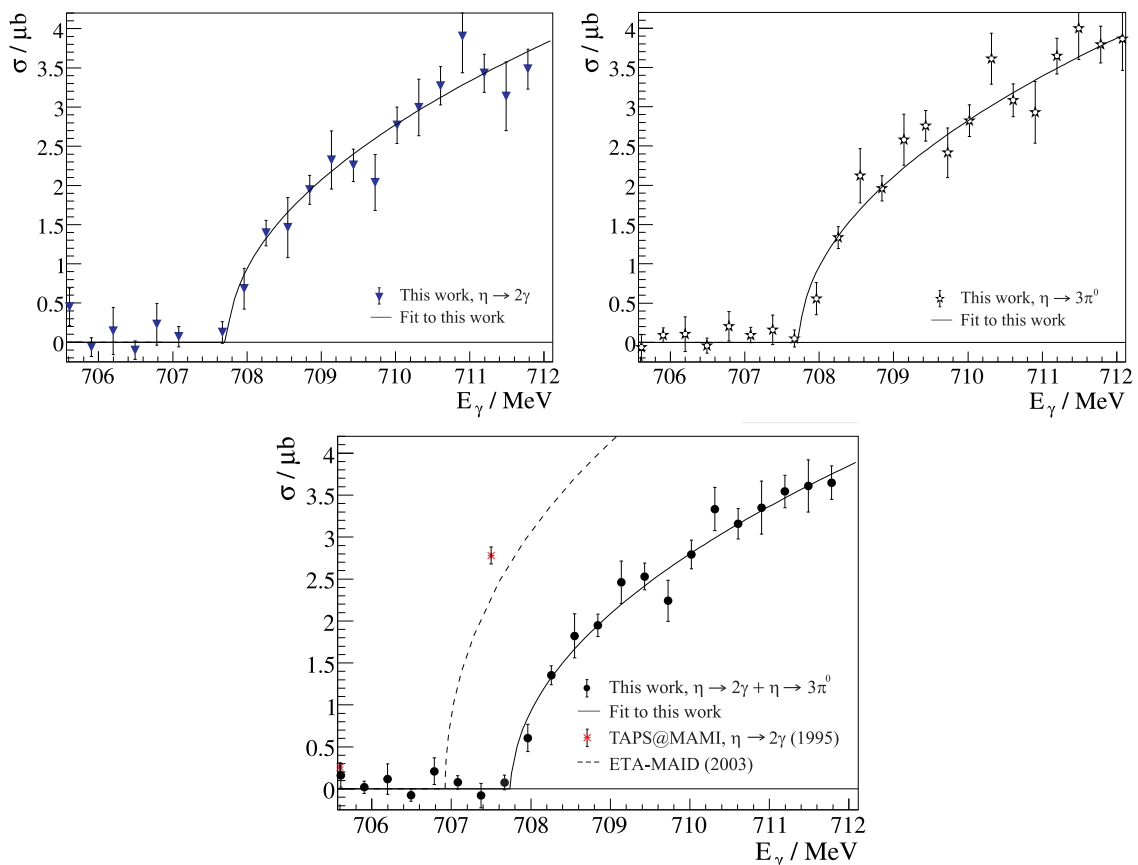 σ / μb
4
3.5
3
2.5
2
1.5
1
0.5
0
This work, η → 2γ
Fit to this work
706 707 708 709 710 711 712
E_γ / MeV
σ / μb
4
3.5
3
2.5
2
1.5
1
0.5
0
This work, η → 3π⁰
Fit to this work
706 707 708 709 710 711 712
E_γ / MeV
σ / μb
4
3.5
3
2.5
2
1.5
1
0.5
0
This work, η → 2γ + η → 3π⁰
Fit to this work
TAPS@MAMI, η → 2γ (1995)
ETA-MAID (2003)
706 707 708 709 710 711 712
E_γ / MeV